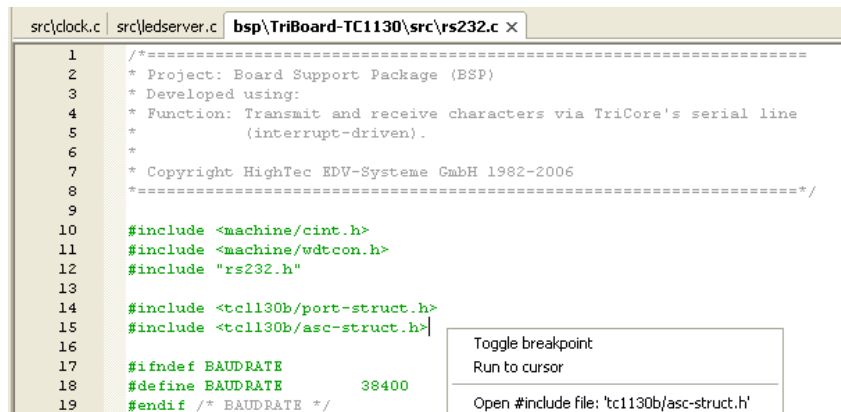 src\clock.c src\ledserver.c bsp\TriBoard-TC1130\src\rs232.c ×
1 /*====================================================================
2 * Project: Board Support Package (BSP)
3 * Developed using:
4 * Function: Transmit and receive characters via TriCore's serial line
5 * (interrupt-driven).
6 *
7 * Copyright HighTec EDV-Systeme GmbH 1982-2006
8 *====================================================================*/
9
10 #include <machine/cint.h>
11 #include <machine/wdtcon.h>
12 #include "rs232.h"
13
14 #include <tc1130b/port-struct.h>
15 #include <tc1130b/asc-struct.h>
16
Toggle breakpoint
17 #ifndef BAUDRATE
Run to cursor
18 #define BAUDRATE 38400
19 #endif /* BAUDRATE */
Open #include file: 'tc1130b/asc-struct.h'